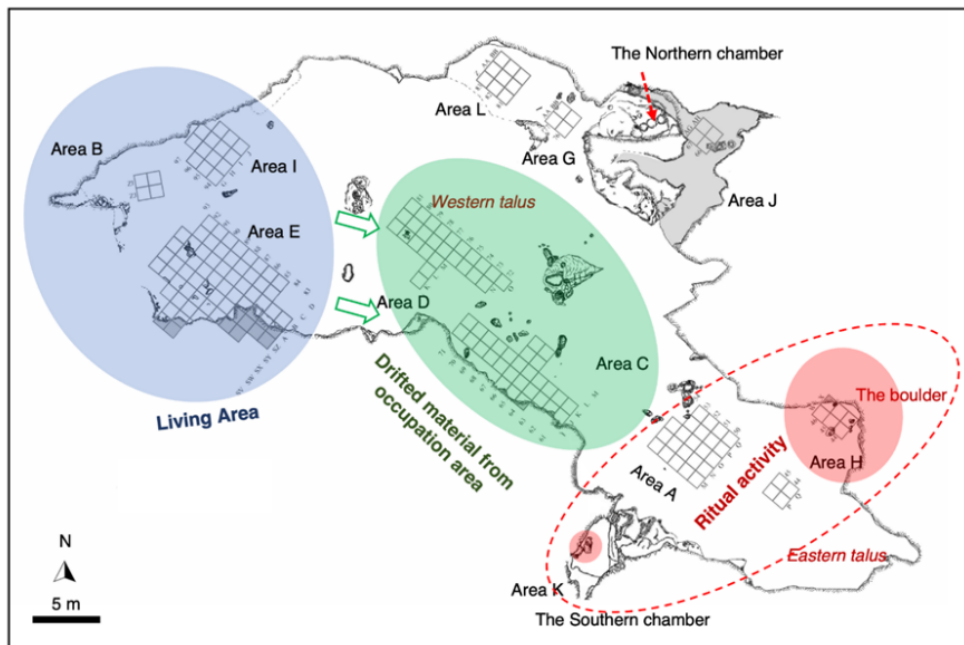 The Northern chamber
Area L
Area B
Area I
Area G
Area J
Western talus
Area E
Area D
Area C
Living Area
Drifted material from
occupation area
The boulder
Area H
Area A
Ritual activity
Eastern talus
Area K
The Southern chamber
N
5 m